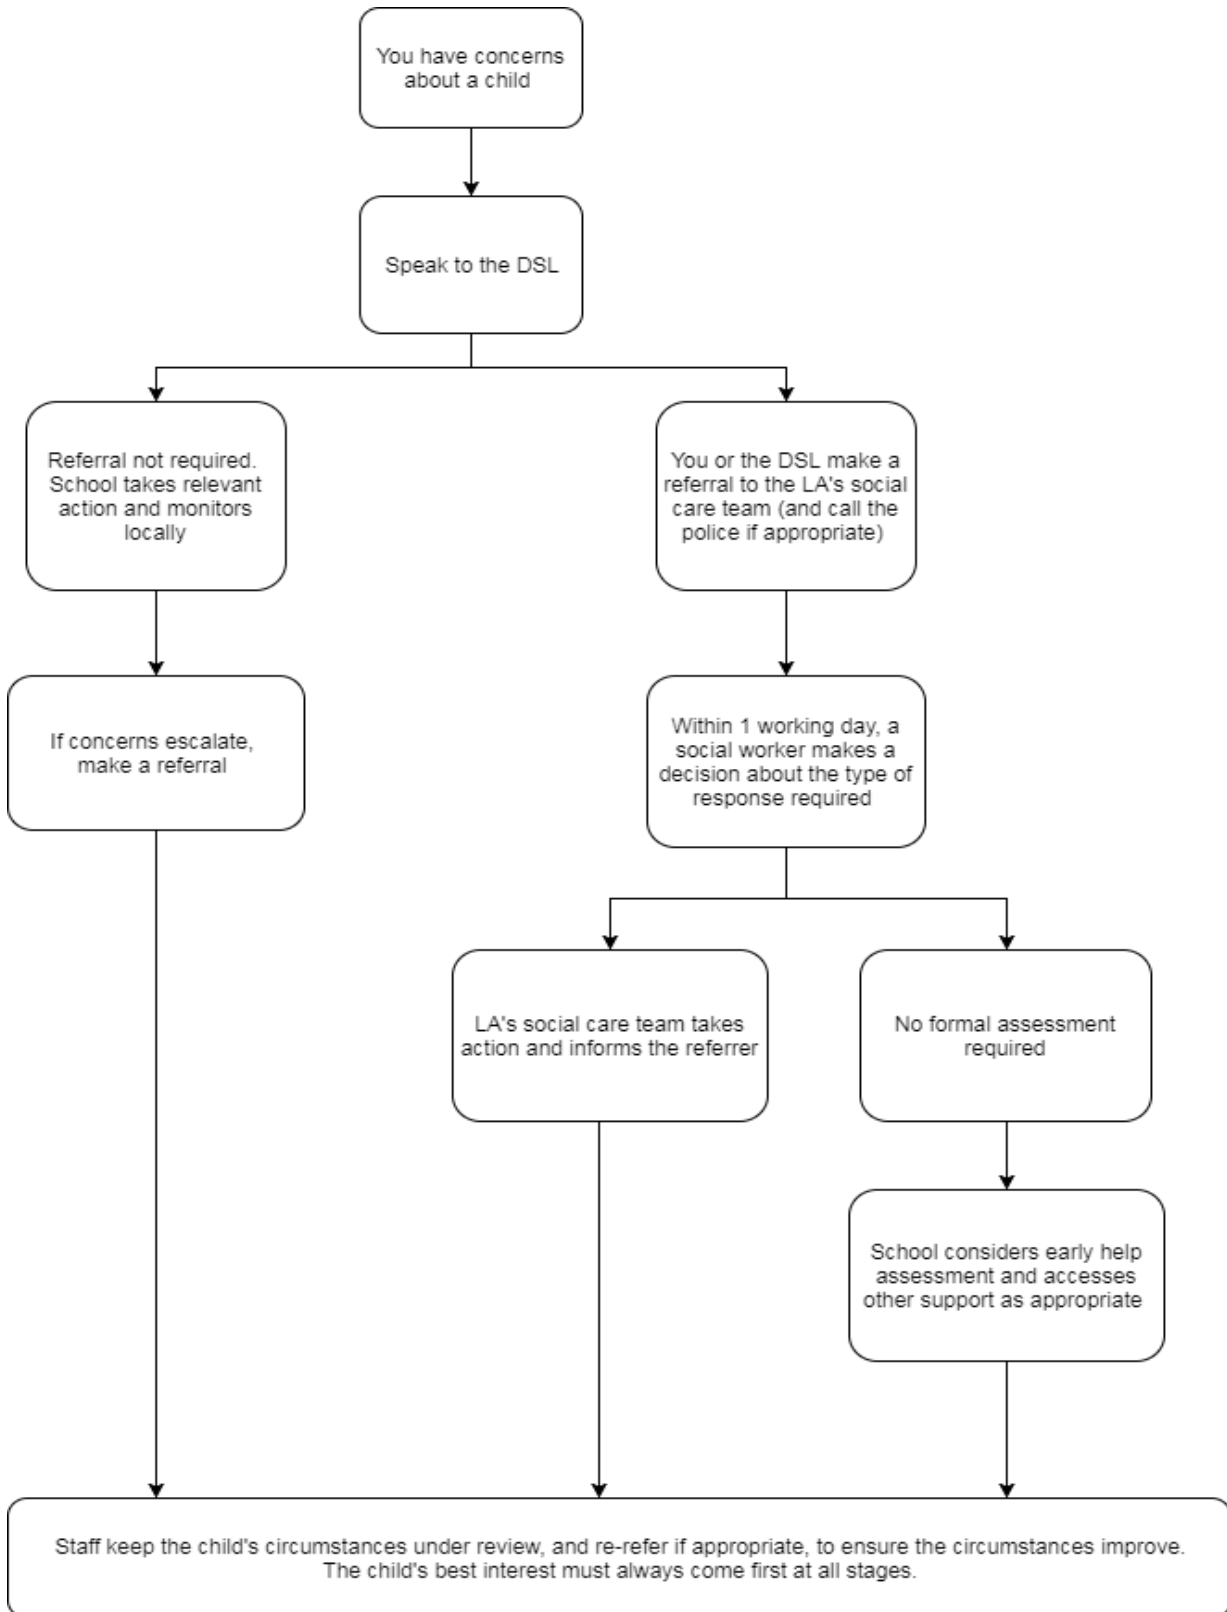 You have concerns
about a child
Speak to the DSL
Referral not required.
School takes relevant
action and monitors
locally
You or the DSL make a
referral to the LA's social
care team (and call the
police if appropriate)
If concerns escalate,
make a referral
Within 1 working day, a
social worker makes a
decision about the type of
response required
LA's social care team takes
action and informs the referrer
No formal assessment
required
School considers early help
assessment and accesses
other support as appropriate
Staff keep the child's circumstances under review, and re-refer if appropriate, to ensure the circumstances improve.
The child's best interest must always come first at all stages.